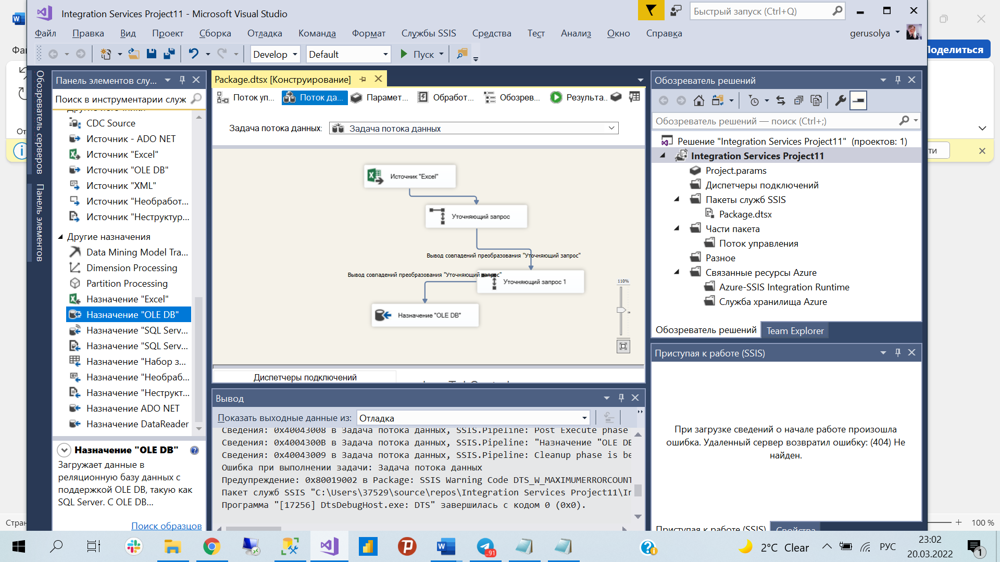 Integration Services Project11 - Microsoft Visual Studio
Быстрый запуск (Ctrl+Q)
Файл Правка Вид Проект Сборка Отладка Команда Формат Службы SSIS Средства Тест Анализ Окно Справка
gerusolya
Поделиться
Develop
Default
Пуск
Обозреватель серверов
Панель элементов
Панель элементов слу...
Поиск в инструментарии служ
CDC Source
Источник - ADO NET
Источник "Excel"
Источник "OLE DB"
Источник "XML"
Источник "Необработ...
Источник "Неструктур...
Другие назначения
Data Mining Model Tra...
Dimension Processing
Partition Processing
Назначение "Excel"
Назначение "OLE DB"
Назначение "SQL Serv...
Назначение "SQL Serv...
Назначение "Набор з...
Назначение "Необраб...
Назначение "Неструкт...
Назначение ADO NET
Назначение DataReader
Назначение "OLE DB"
Загружает данные в
реляционную базу данных с
поддержкой OLE DB, такую как
SQL Server. С OLE DB...
Поиск образцов
Package.dtsx [Конструирование]
Поток уп...
Поток да...
Парамет...
Обработ...
Обозрев...
Результа..
Задача потока данных:
Задача потока данных
Источник "Excel"
Уточняющий запрос
Вывод совпадений преобразования "Уточняющий запрос"
Вывод совпадений преобразования "Уточняющий запрос"
Уточняющий запрос 1
Назначение "OLE DB"
110%
Диспетчеры подключений
Вывод
Показать выходные данные из:
Отладка
Сведения: 0x40043008 в Задача потока данных, SSIS.Pipeline: Post Execute phase
Сведения: 0x4004300B в Задача потока данных, SSIS.Pipeline: "Назначение "OLE DB
Сведения: 0x40043009 в Задача потока данных, SSIS.Pipeline: Cleanup phase is be
Ошибка при выполнении задачи: Задача потока данных
Предупреждение: 0x80019002 в Package: SSIS Warning Code DTS_W_MAXIMUMERRORCOUNT
Пакет служб SSIS "C:\Users\37529\source\repos\Integration Services Project11\In
Программа "[17256] DtsDebugHost.exe: DTS" завершилась с кодом 0 (0x0).
Обозреватель решений
Обозреватель решений — поиск (Ctrl+;)
Решение "Integration Services Project11" (проектов: 1)
Integration Services Project11
Project.params
Диспетчеры подключений
Пакеты служб SSIS
Package.dtsx
Части пакета
Поток управления
Разное
Связанные ресурсы Azure
Azure-SSIS Integration Runtime
Служба хранилища Azure
Обозреватель решений
Team Explorer
Приступая к работе (SSIS)
При загрузке сведений о начале работе произошла
ошибка. Удаленный сервер возвратил ошибку: (404) Не
найден.
Приступая к работе (SSIS)
Свойства
Стран
100 %
91
2°C Clear
РУС
23:02
20.03.2022
1